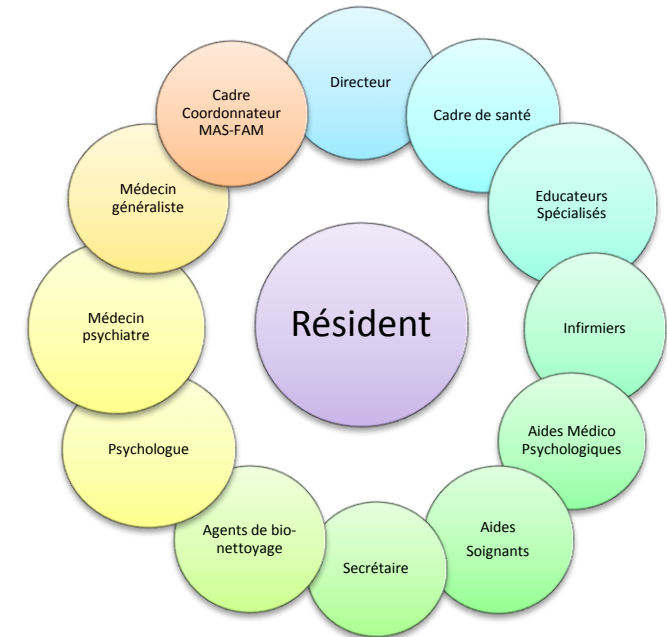 Directeur
Cadre de santé
Educateurs
Spécialisés
Infirmiers
Aides Médico
Psychologiques
Aides
Soignants
Secrétaire
Agents de bio-
nettoyage
Psychologue
Médecin
psychiatre
Médecin
généraliste
Cadre
Coordonnateur
MAS-FAM
Résident